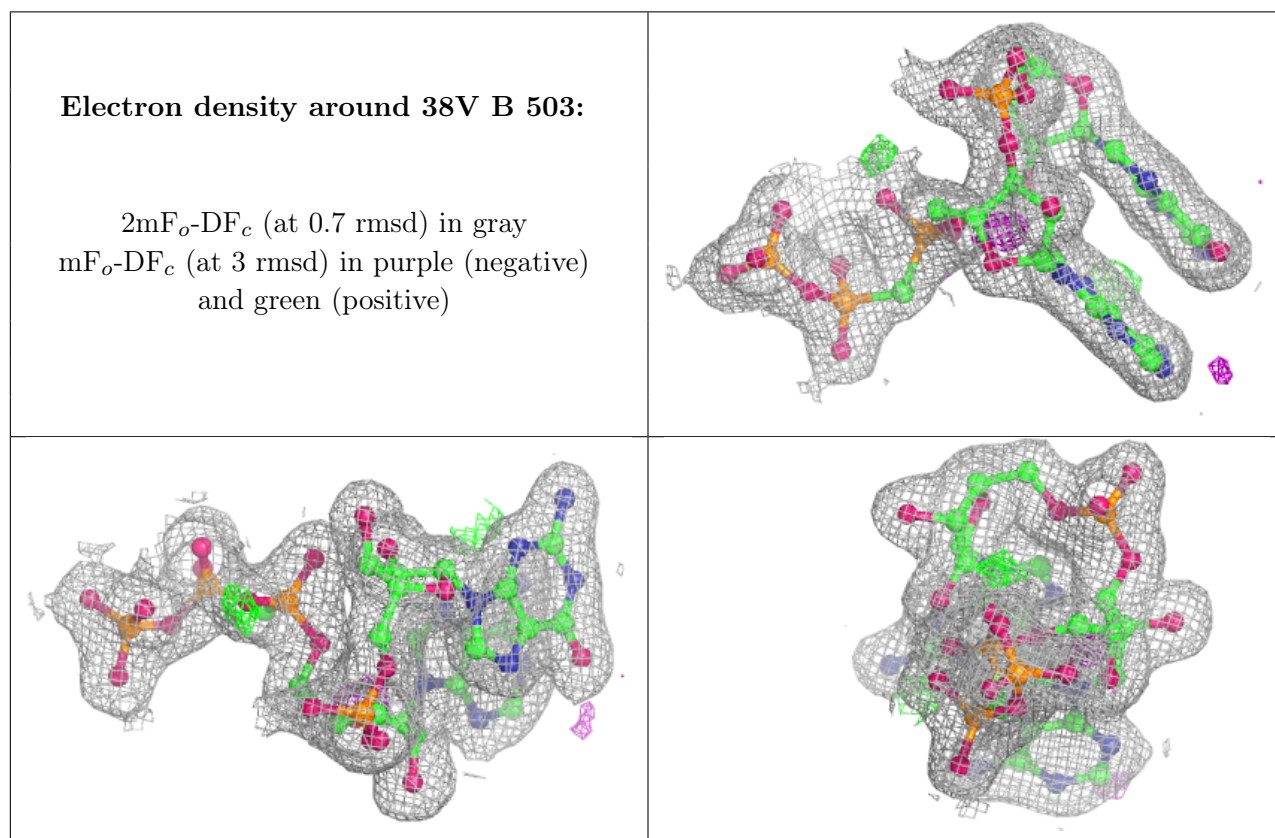 Electron density around 38V B 503:
2mFo-DFc (at 0.7 rmsd) in gray
mFo-DFc (at 3 rmsd) in purple (negative)
and green (positive)